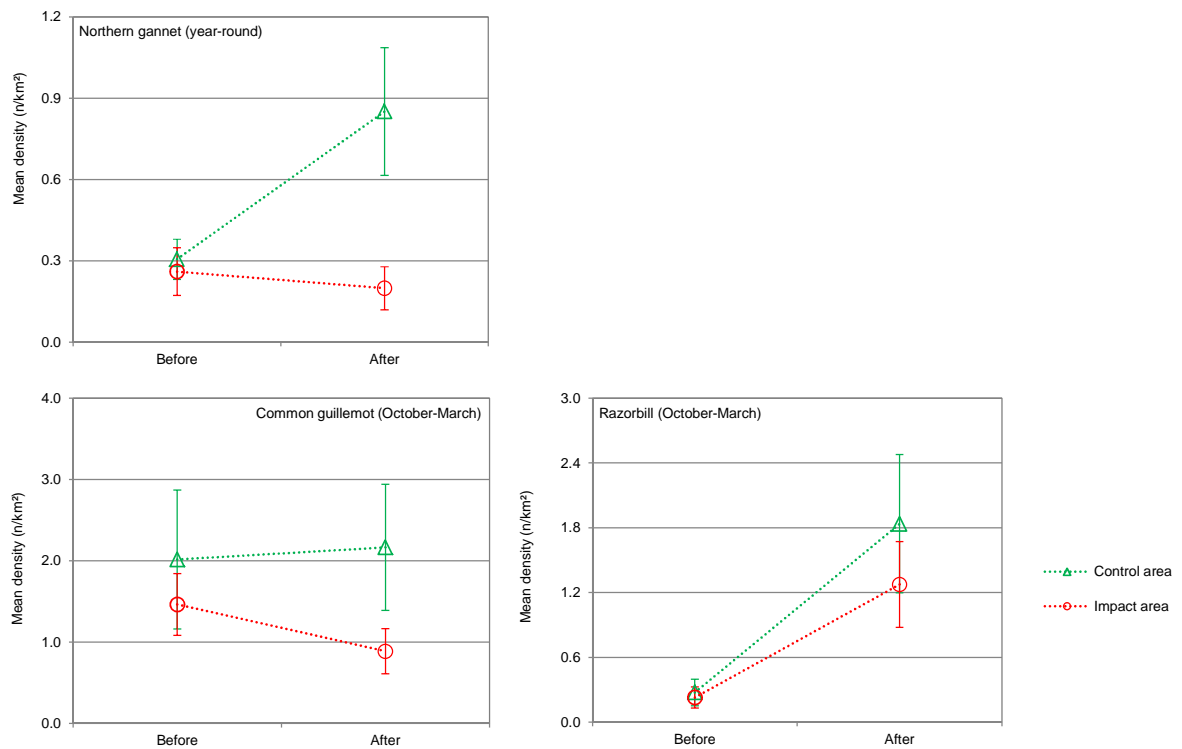 Northern gannet (year-round)
Mean density (n/km²)
1.2
0.9
0.6
0.3
0.0
Before
After
Common guillemot (October-March)
Mean density (n/km²)
4.0
3.0
2.0
1.0
0.0
Before
After
Razorbill (October-March)
Mean density (n/km²)
3.0
2.4
1.8
1.2
0.6
0.0
Before
After
Control area
Impact area